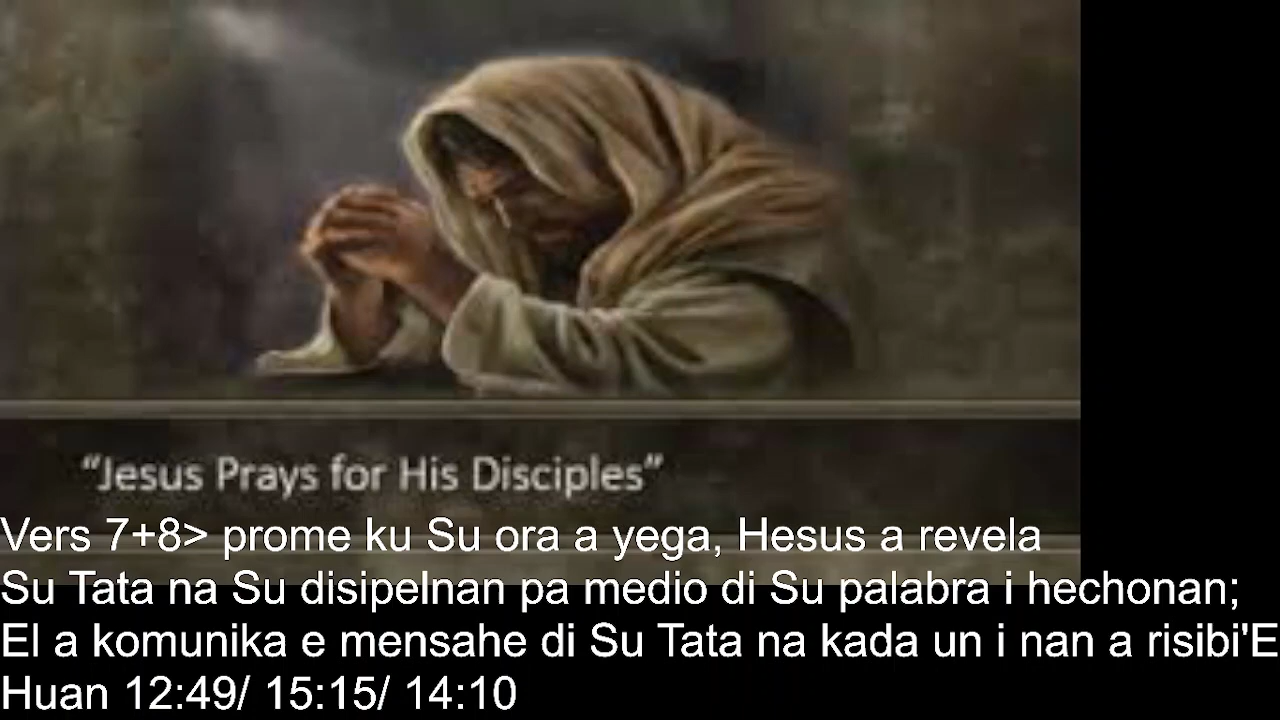 “Jesus Prays for His Disciples”
Vers 7+8> prome ku Su ora a yega, Hesus a revela
Su Tata na Su disipelnan pa medio di Su palabra i hechonan;
El a komunika e mensahe di Su Tata na kada un i nan a risibi'E
Huan 12:49/ 15:15/ 14:10